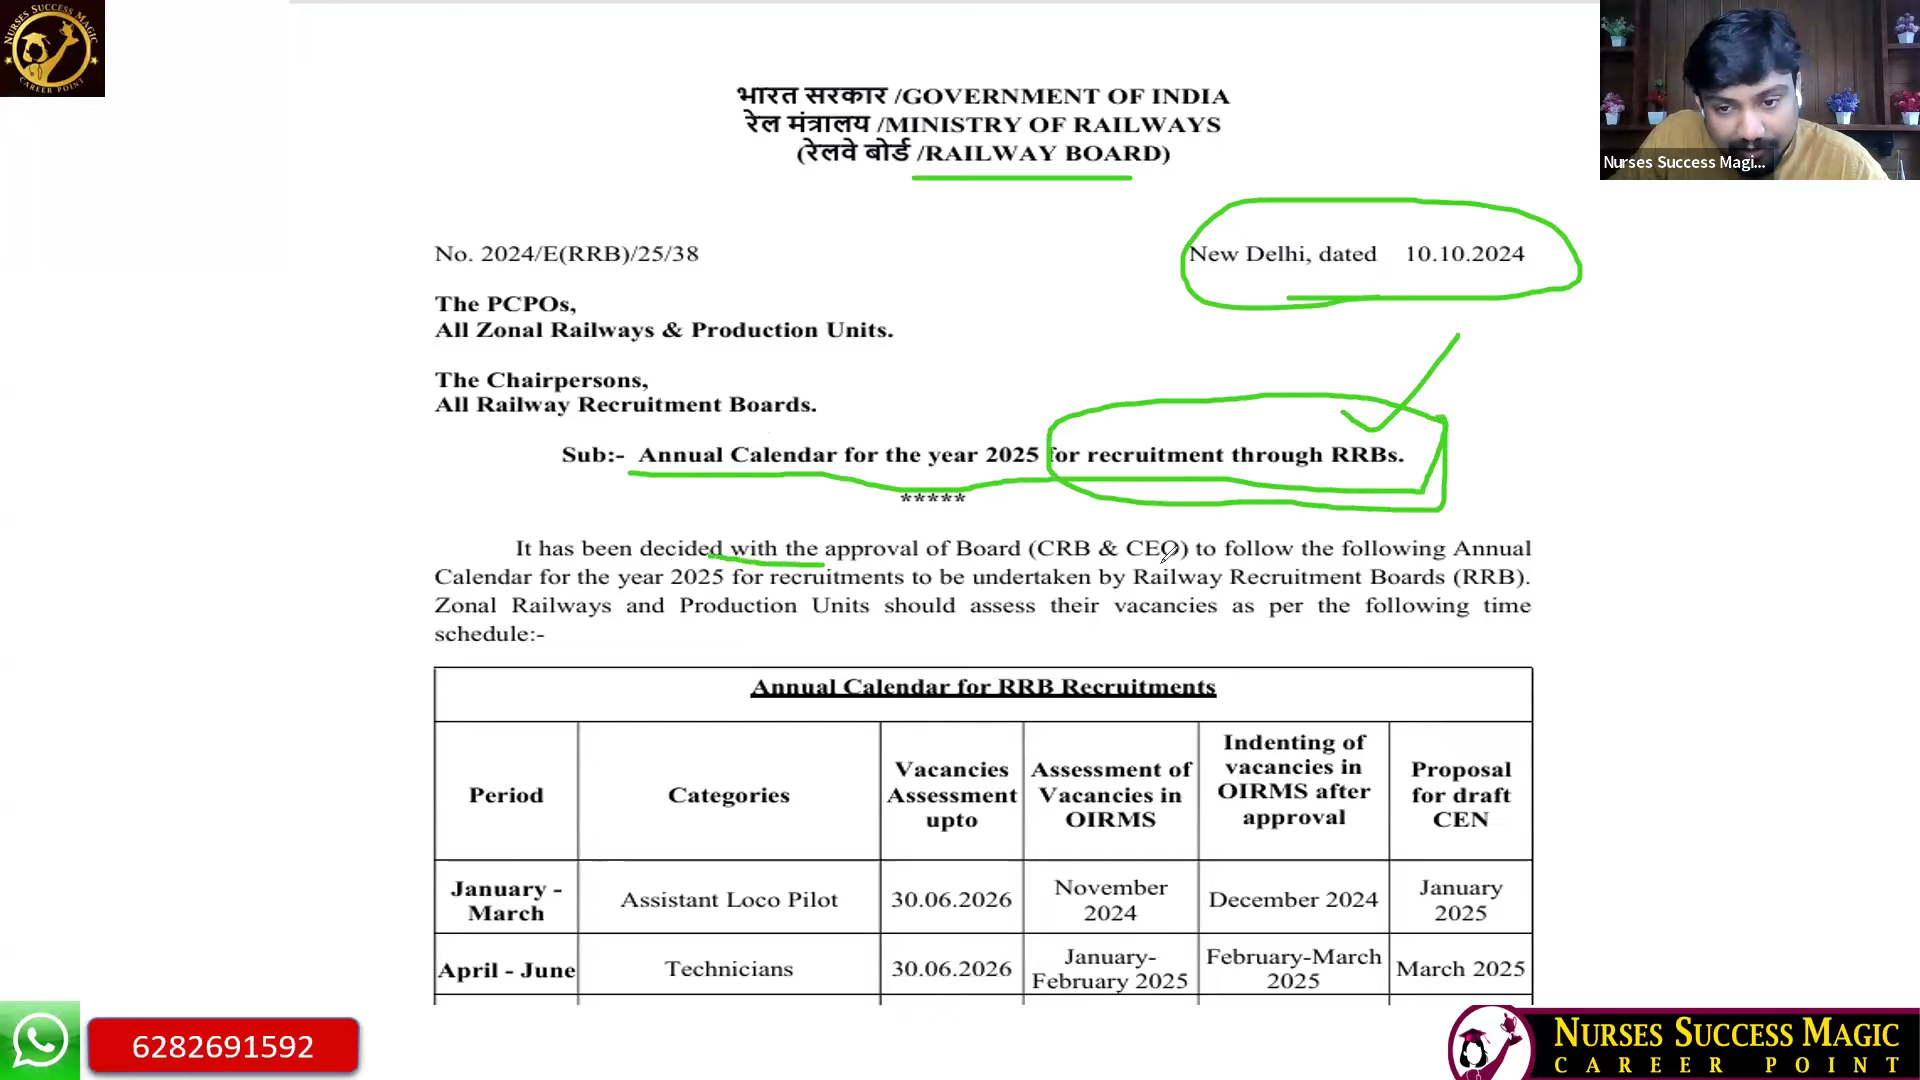 NURSES SUCCESS MAGIC
CAREER POINT
भारत सरकार /GOVERNMENT OF INDIA
रेल मंत्रालय /MINISTRY OF RAILWAYS
(रेलवे बोर्ड /RAILWAY BOARD)
Nurses Success Magi...
No. 2024/E(RRB)/25/38
New Delhi, dated 10.10.2024
The PCPOs,
All Zonal Railways & Production Units.
The Chairpersons,
All Railway Recruitment Boards.
Sub:- Annual Calendar for the year 2025 for recruitment through RRBs.
*****
It has been decided with the approval of Board (CRB & CEO) to follow the following Annual
Calendar for the year 2025 for recruitments to be undertaken by Railway Recruitment Boards (RRB).
Zonal Railways and Production Units should assess their vacancies as per the following time
schedule:-
Annual Calendar for RRB Recruitments
Period
Categories
Vacancies
Assessment
upto
Assessment of
Vacancies in
OIRMS
Indenting of
vacancies in
OIRMS after
approval
Proposal
for draft
CEN
January -
March
Assistant Loco Pilot
30.06.2026
November
2024
December 2024
January
2025
April - June
Technicians
30.06.2026
January-
February 2025
February-March
2025
March 2025
6282691592
NURSES SUCCESS MAGIC
CAREER POINT